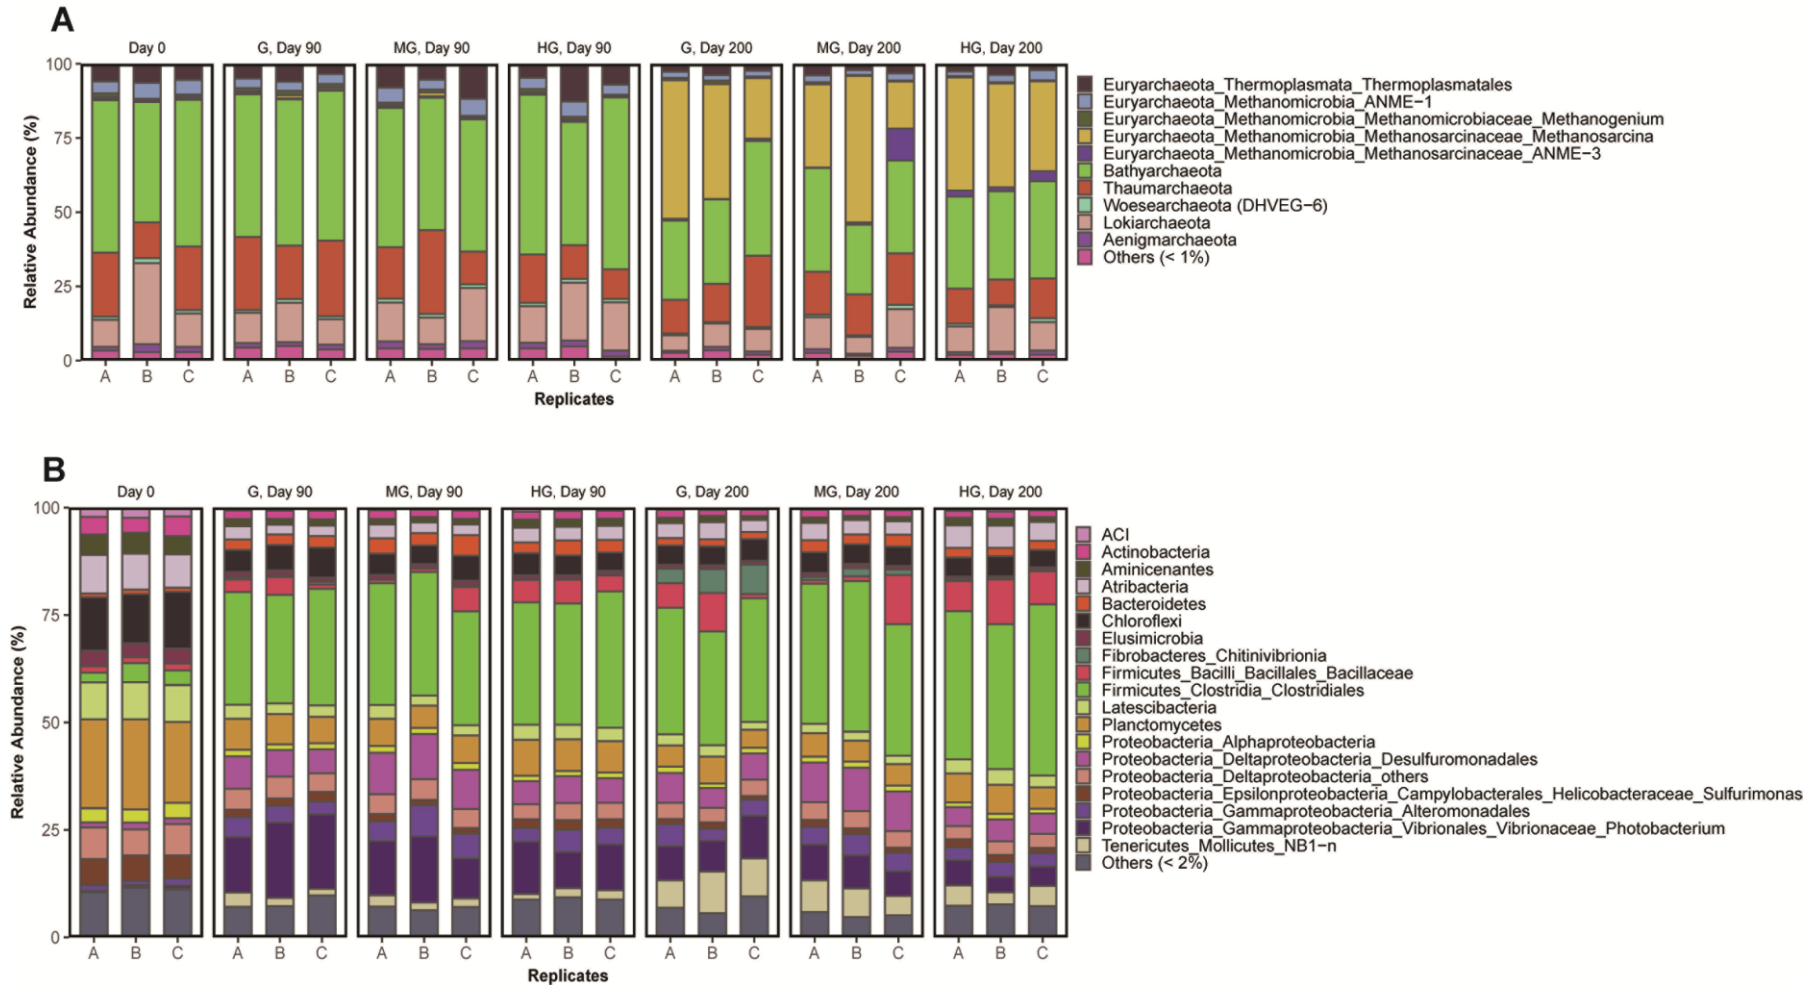 A
Day 0 G, Day 90 MG, Day 90 HG, Day 90 G, Day 200 MG, Day 200 HG, Day 200
100
75
50
25
0
Relative Abundance (%)
A B C A B C A B C A B C A B C A B C A B C
Replicates
Euryarchaeota_Thermoplasmata_Thermoplasmatales
Euryarchaeota_Methanomicrobia_ANME−1
Euryarchaeota_Methanomicrobia_Methanomicrobiaceae_Methanogenium
Euryarchaeota_Methanomicrobia_Methanosarcinaceae_Methanosarcina
Euryarchaeota_Methanomicrobia_Methanosarcinaceae_ANME−3
Bathyarchaeota
Thaumarchaeota
Woesearchaeota (DHVEG−6)
Lokiarchaeota
Aenigmarchaeota
Others (< 1%)
B
Day 0 G, Day 90 MG, Day 90 HG, Day 90 G, Day 200 MG, Day 200 HG, Day 200
100
75
50
25
0
Relative Abundance (%)
A B C A B C A B C A B C A B C A B C A B C
Replicates
ACI
Actinobacteria
Aminicenantes
Atribacteria
Bacteroidetes
Chloroflexi
Elusimicrobia
Fibrobacteres_Chitinivibrionia
Firmicutes_Bacilli_Bacillales_Bacillaceae
Firmicutes_Clostridia_Clostridiales
Latescibacteria
Planctomycetes
Proteobacteria_Alphaproteobacteria
Proteobacteria_Deltaproteobacteria_Desulfuromonadales
Proteobacteria_Deltaproteobacteria_others
Proteobacteria_Epsilonproteobacteria_Campylobacterales_Helicobacteraceae_Sulfurimonas
Proteobacteria_Gammaproteobacteria_Alteromonadales
Proteobacteria_Gammaproteobacteria_Vibrionales_Vibrionaceae_Photobacterium
Tenericutes_Mollicutes_NB1−n
Others (< 2%)